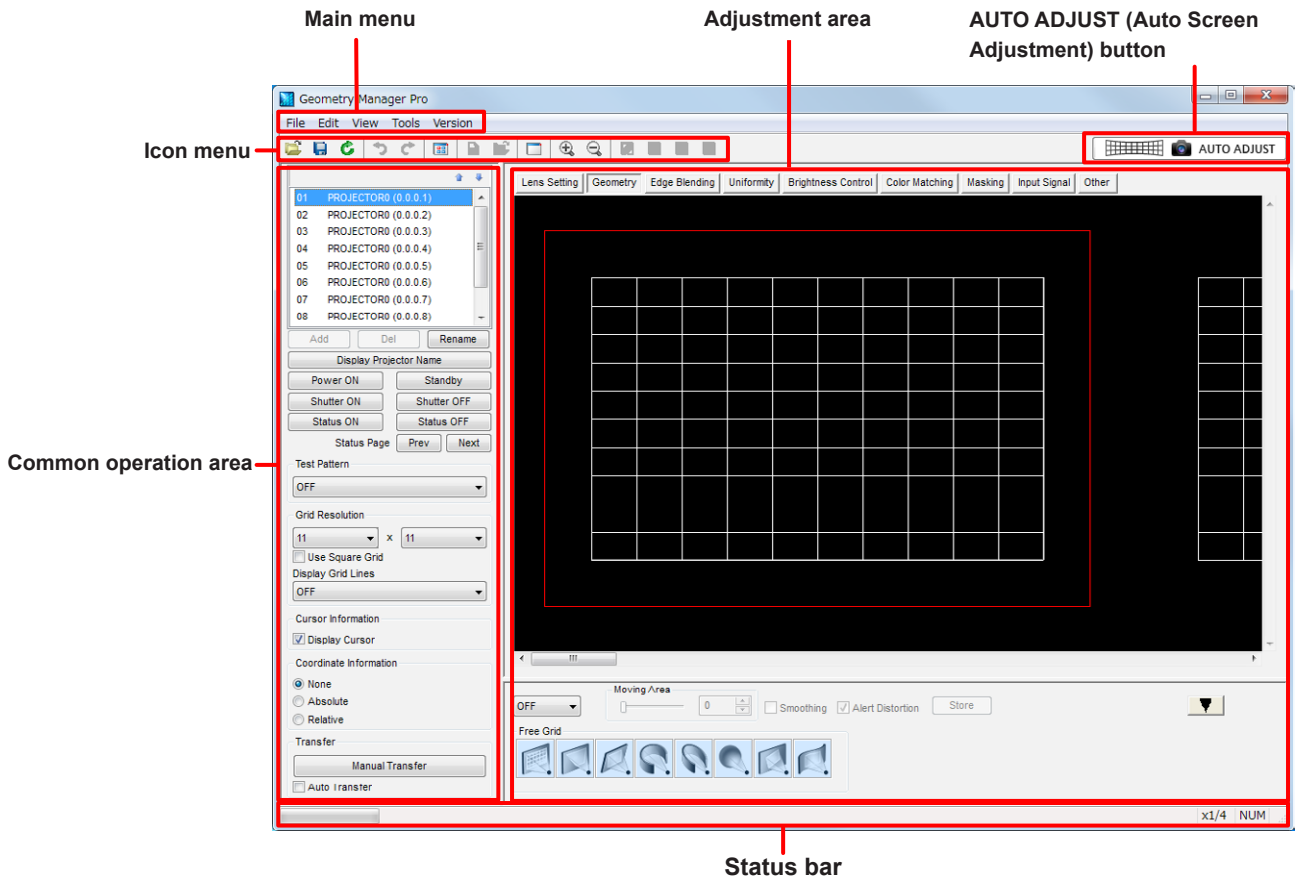 Main menu
Adjustment area
AUTO ADJUST (Auto Screen
Adjustment) button
Geometry Manager Pro
File Edit View Tools Version
Icon menu
AUTO ADJUST
Lens Setting Geometry Edge Blending Uniformity Brightness Control Color Matching Masking Input Signal Other
01 PROJECTOR0 (0.0.0.1)
02 PROJECTOR0 (0.0.0.2)
03 PROJECTOR0 (0.0.0.3)
04 PROJECTOR0 (0.0.0.4)
05 PROJECTOR0 (0.0.0.5)
06 PROJECTOR0 (0.0.0.6)
07 PROJECTOR0 (0.0.0.7)
08 PROJECTOR0 (0.0.0.8)
Add Del Rename
Display Projector Name
Power ON Standby
Shutter ON Shutter OFF
Status ON Status OFF
Status Page Prev Next
Common operation area
Test Pattern
OFF
Grid Resolution
11 x 11
Use Square Grid
Display Grid Lines
OFF
Cursor Information
Display Cursor
Coordinate Information
None
Absolute
Relative
Transfer
Manual Transfer
Auto Transfer
Moving Area
OFF 0 Smoothing Alert Distortion Store
Free Grid
x1/4 NUM
Status bar